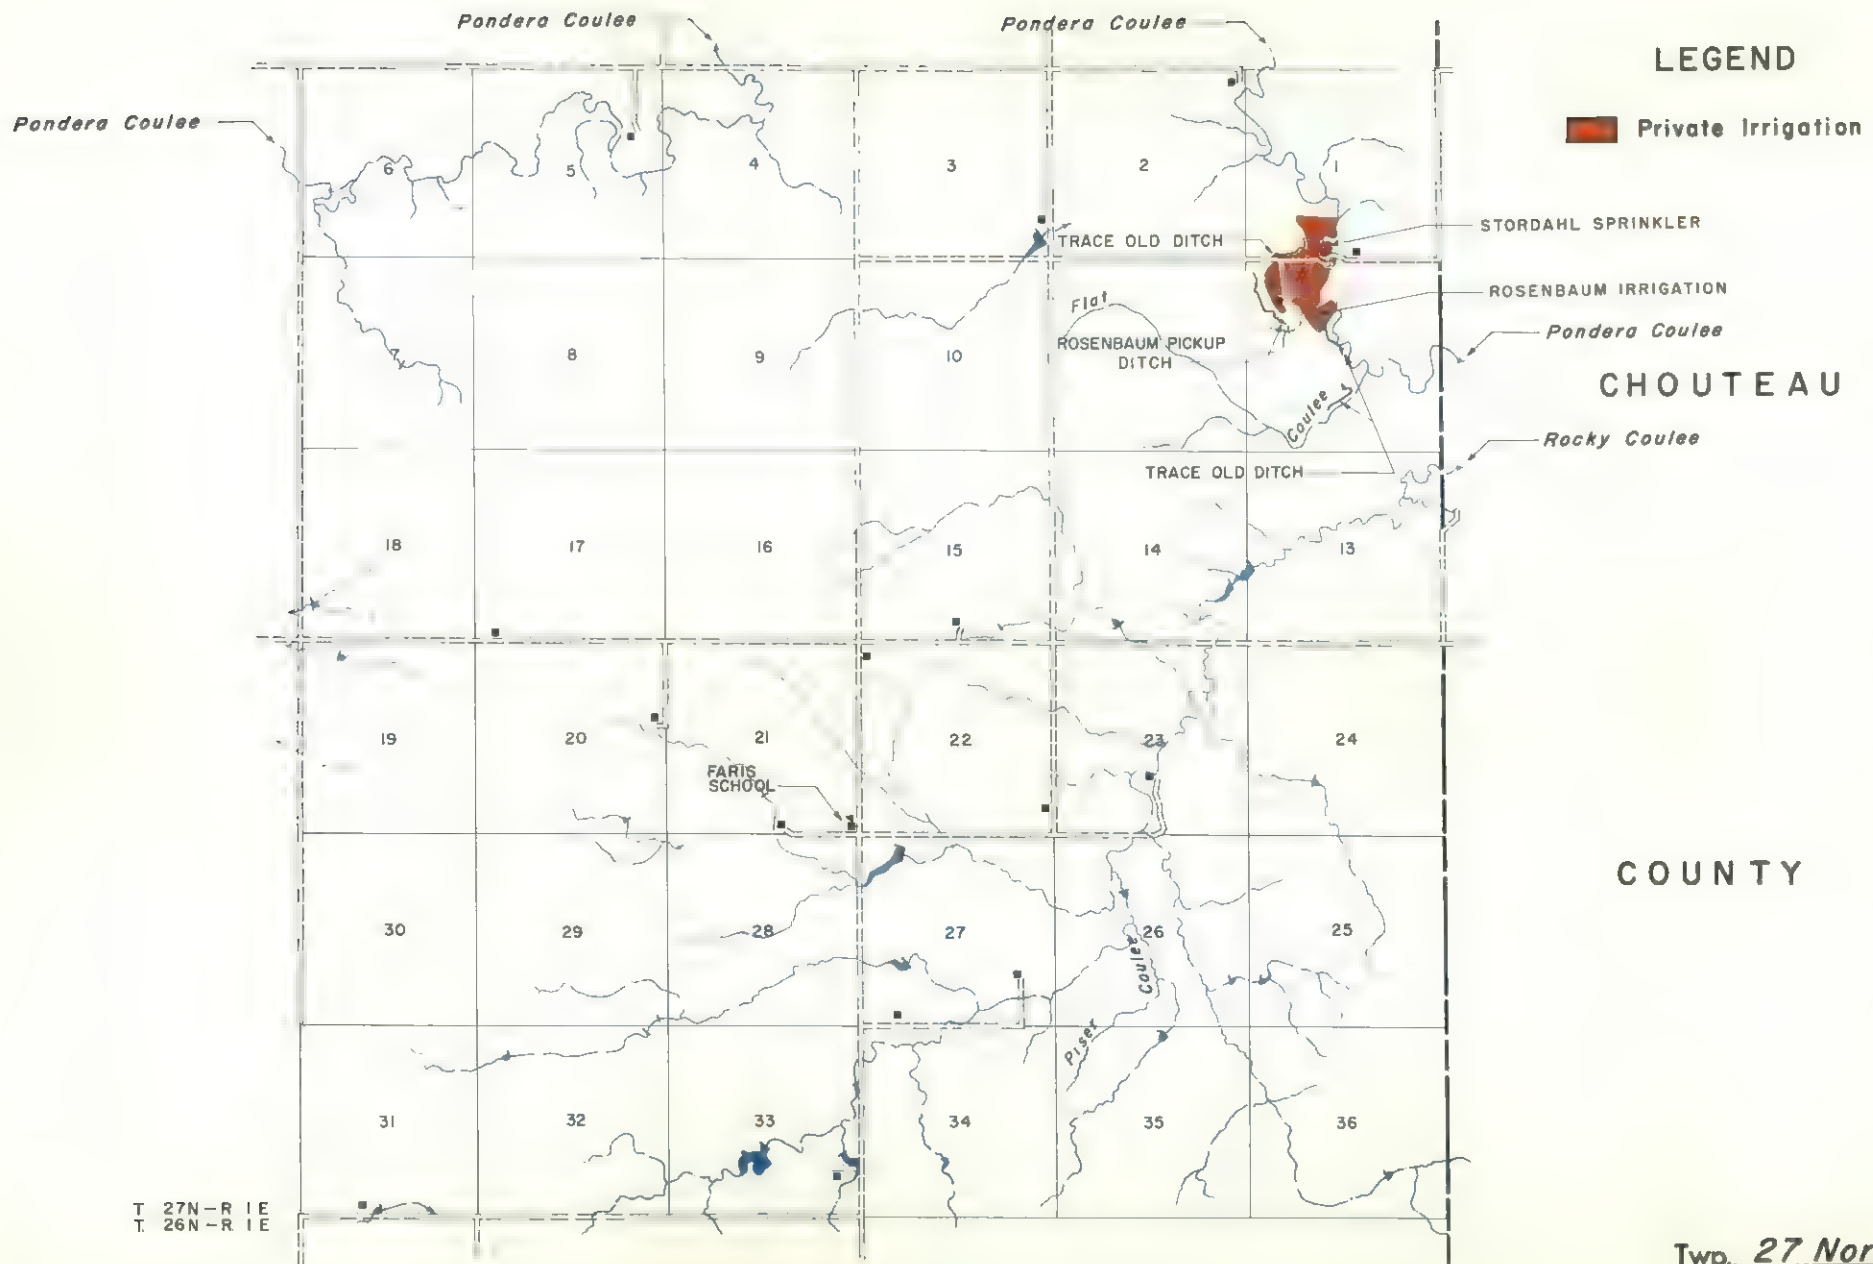 Pondera Coulee
Pondera Coulee
LEGEND
Private Irrigation
Pondera Coulee
6
5
4
3
2
1
STORDAHL SPRINKLER
TRACE OLD DITCH
ROSENBAUM IRRIGATION
Flat
Pondera Coulee
ROSENBAUM PICKUP
DITCH
7
8
9
10
CHOUTEAU
Coulee
Rocky Coulee
TRACE OLD DITCH
18
17
16
15
14
13
19
20
21
22
23
24
FARIS
SCHOOL
COUNTY
30
29
28
27
26
25
Piser Coulee
31
32
33
34
35
36
T 27N-R 1E
T. 26N-R 1E
Twp. 27 Nor